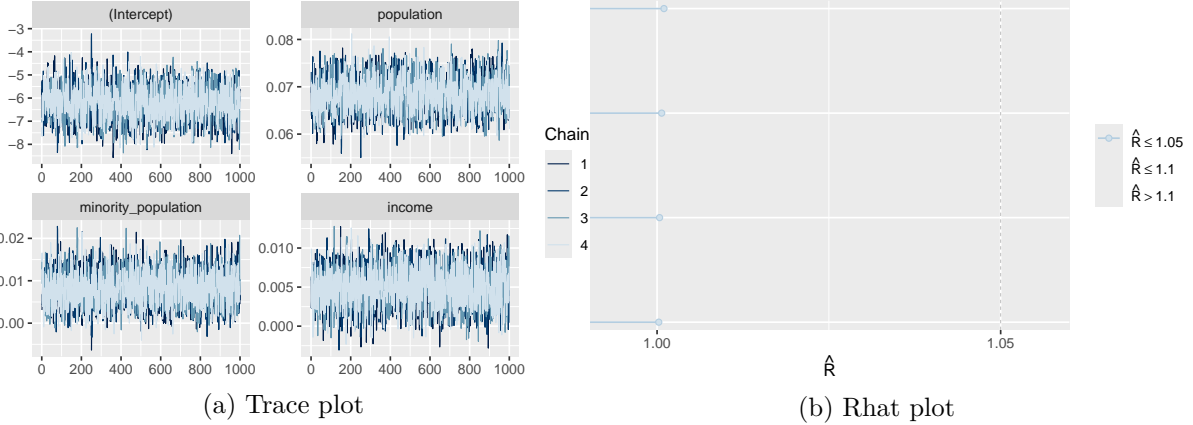 (Intercept)
−3
−4
−5
−6
−7
−8
0 200 400 600 800 1000
population
0.08
0.07
0.06
0 200 400 600 800 1000
minority_population
0.02
0.01
0.00
0 200 400 600 800 1000
income
0.010
0.005
0.000
0 200 400 600 800 1000
Chain
1
2
3
4
(a) Trace plot
1.00 1.05
R̂
R̂ ≤ 1.05
R̂ ≤ 1.1
R̂ > 1.1
(b) Rhat plot